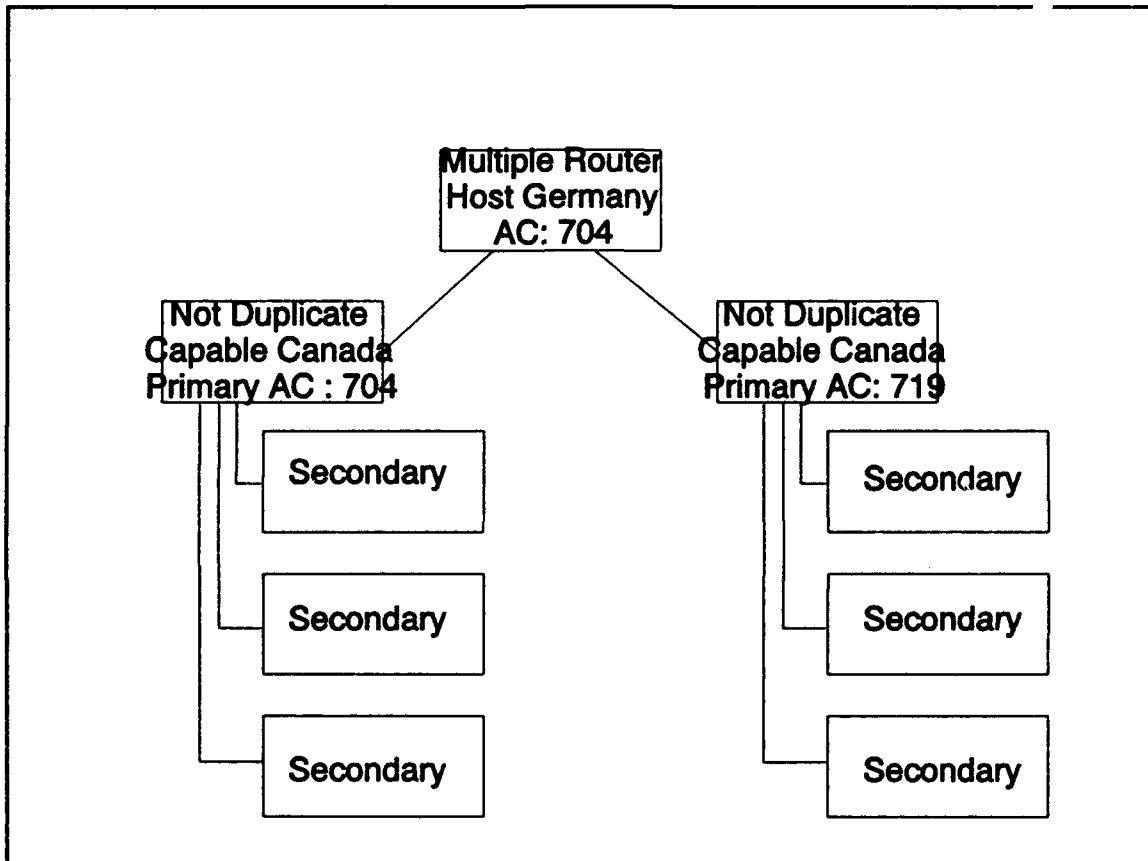 Multiple Router
Host Germany
AC: 704
Not Duplicate
Capable Canada
Primary AC : 704
Not Duplicate
Capable Canada
Primary AC: 719
Secondary
Secondary
Secondary
Secondary
Secondary
Secondary